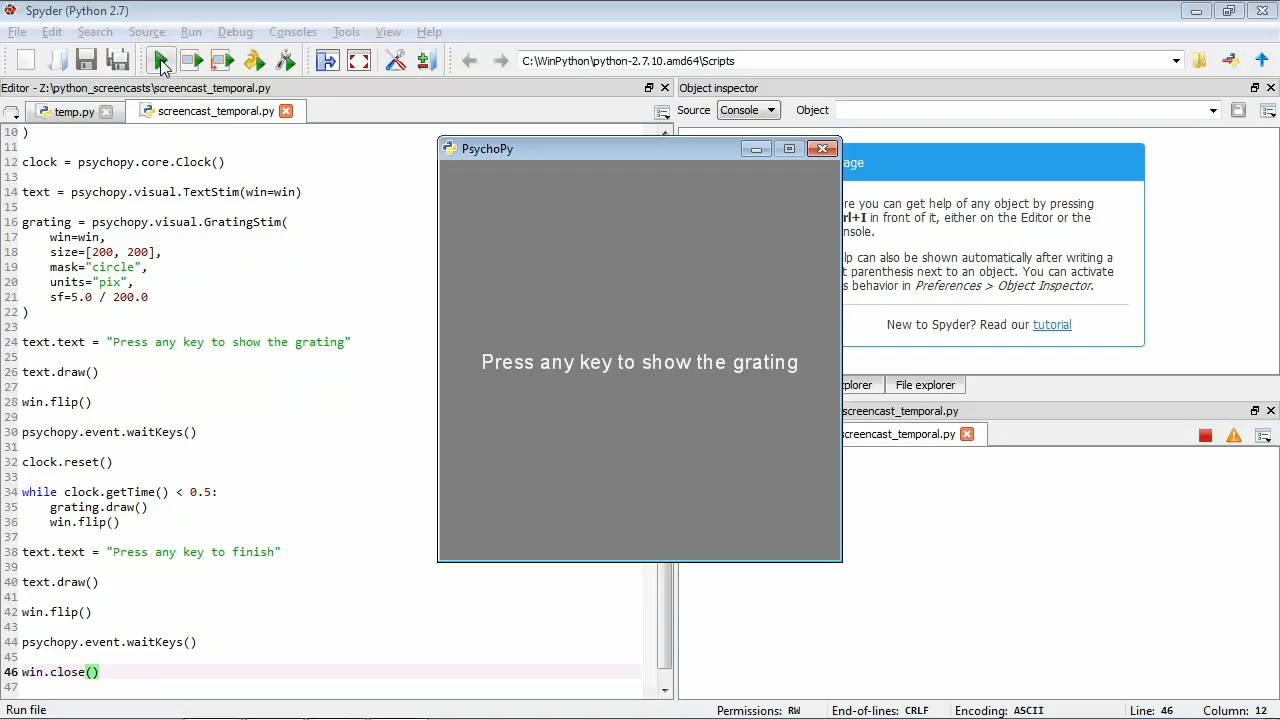 Spyder (Python 2.7)
File Edit Search Source Run Debug Consoles Tools View Help
C:\WinPython\python-2.7.10.amd64\Scripts
Editor - Z:\python_screencasts\screencast_temporal.py
Object inspector
temp.py screencast_temporal.py
Source Console Object
10 )
11
12 clock = psychopy.core.Clock()
13
14 text = psychopy.visual.TextStim(win=win)
15
16 grating = psychopy.visual.GratingStim(
17 win=win,
18 size=[200, 200],
19 mask="circle",
20 units="pix",
21 sf=5.0 / 200.0
22 )
23
24 text.text = "Press any key to show the grating"
25
26 text.draw()
27
28 win.flip()
29
30 psychopy.event.waitKeys()
31
32 clock.reset()
33
34 while clock.getTime() < 0.5:
35 grating.draw()
36 win.flip()
37
38 text.text = "Press any key to finish"
39
40 text.draw()
41
42 win.flip()
43
44 psychopy.event.waitKeys()
45
46 win.close()
47
PsychoPy
Press any key to show the grating
age
re you can get help of any object by pressing
rl+I in front of it, either on the Editor or the
nsole.
lp can also be shown automatically after writing a
t parenthesis next to an object. You can activate
s behavior in Preferences > Object Inspector.
New to Spyder? Read our tutorial
xplorer File explorer
screencast_temporal.py
screencast_temporal.py
Run file
Permissions: RW End-of-lines: CRLF Encoding: ASCII Line: 46 Column: 12